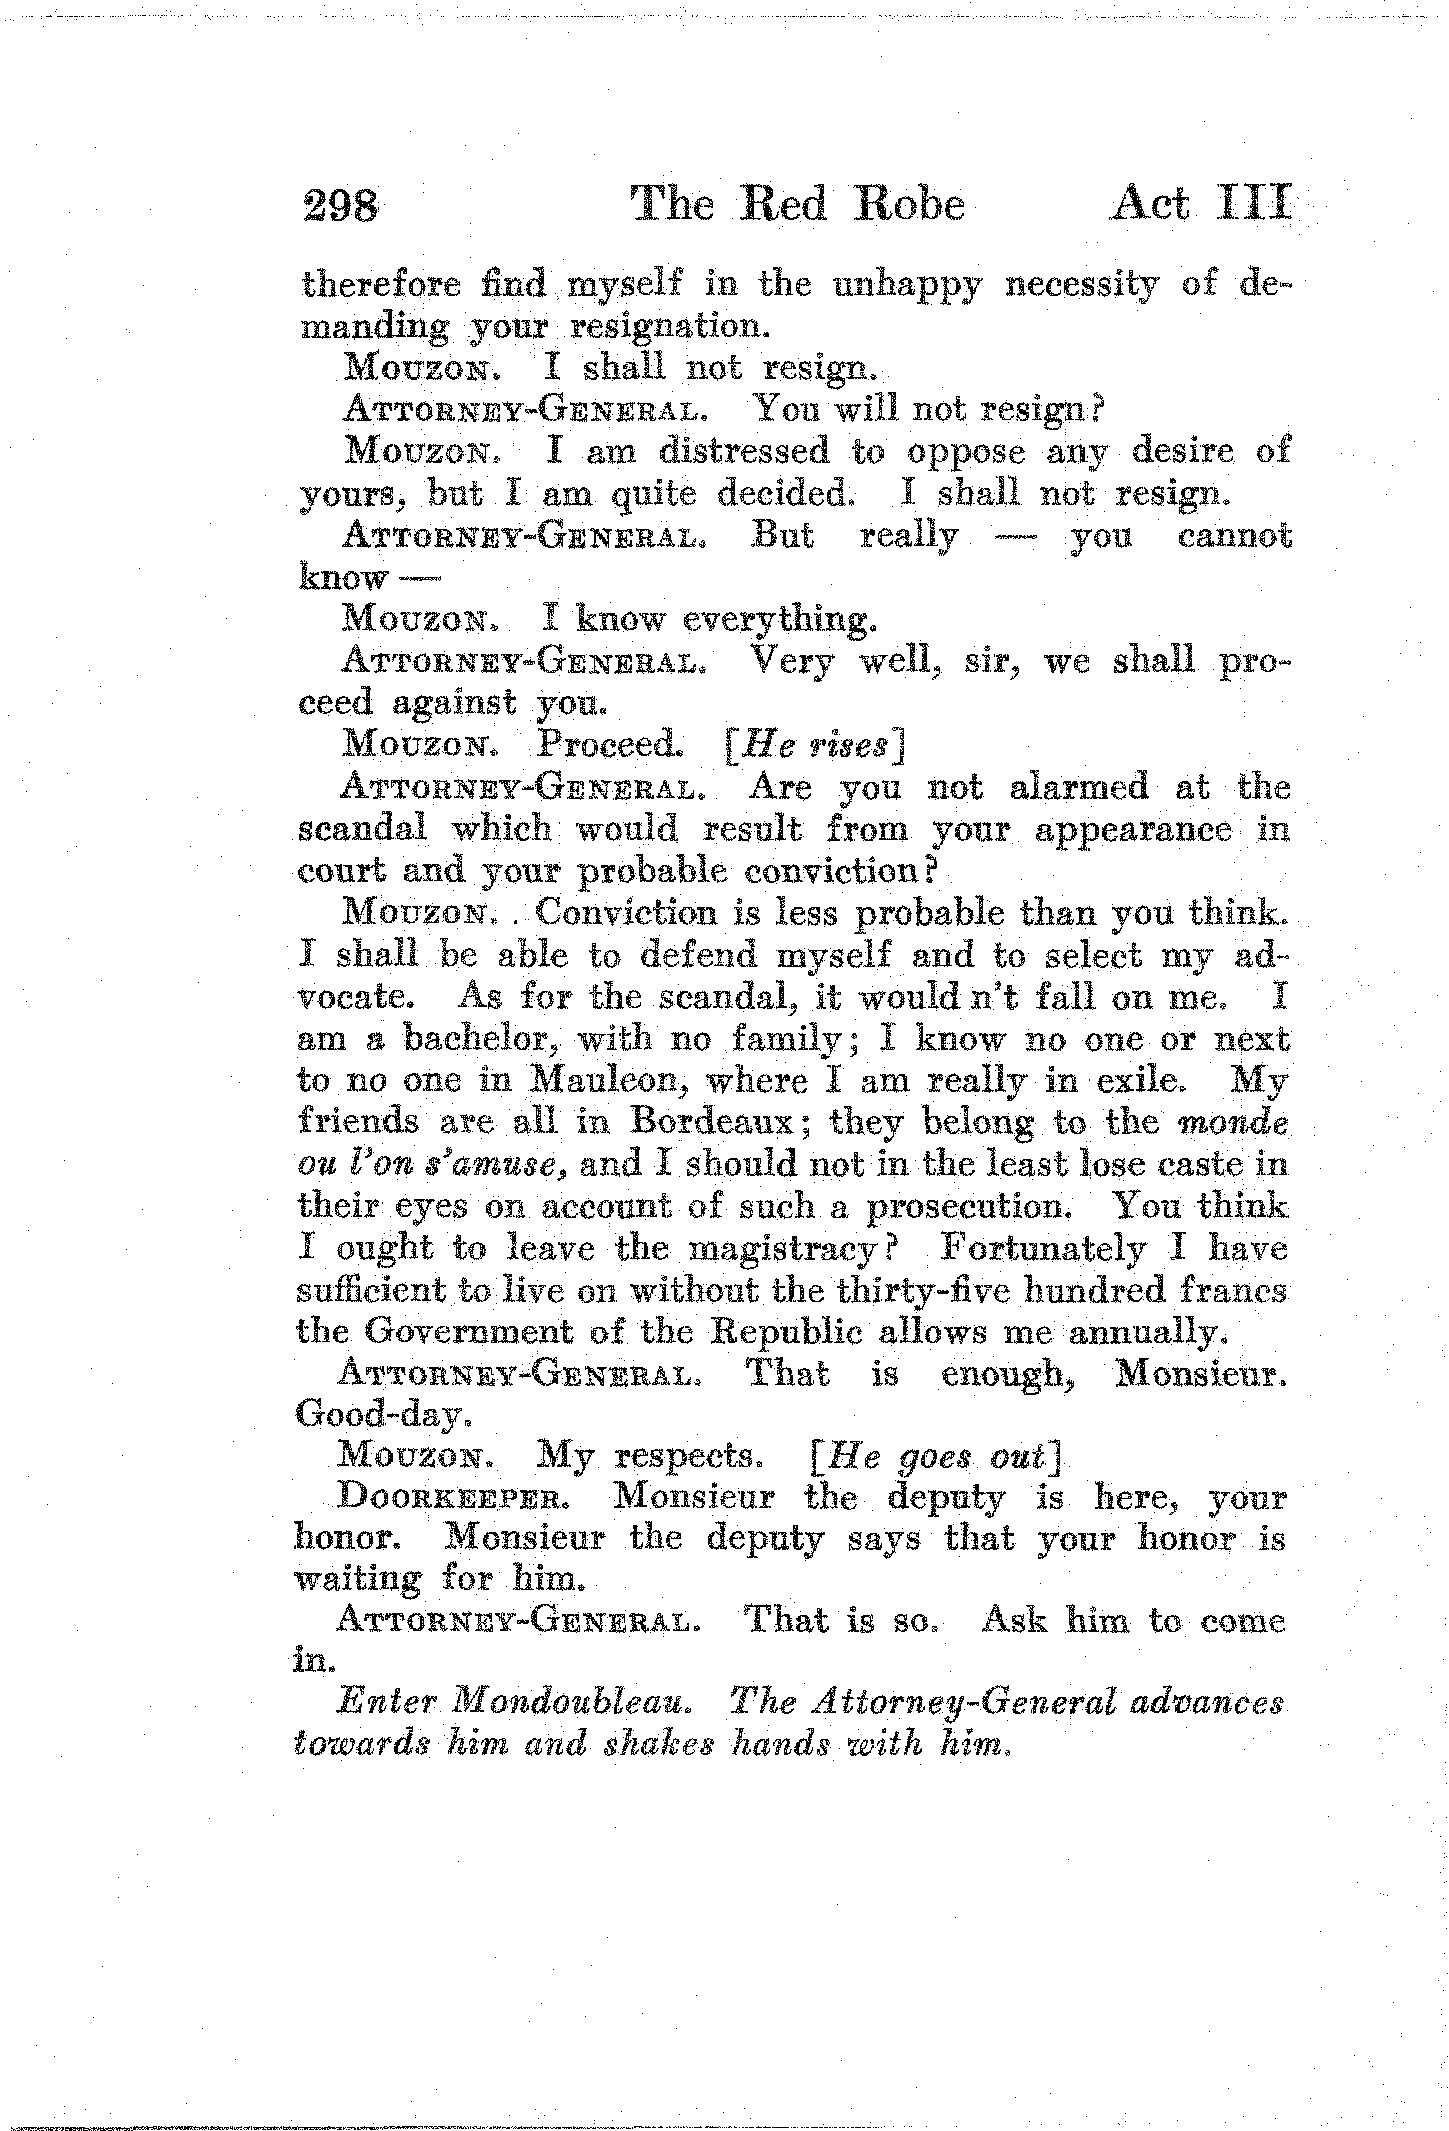 298 The Red Robe Act III
therefore find myself in the unhappy necessity of de-
manding your resignation.
MOUZON. I shall not resign.
ATTORNEY-GENERAL. You will not resign?
MOUZON. I am distressed to oppose any desire of
yours, but I am quite decided. I shall not resign.
ATTORNEY-GENERAL. But really — you cannot
know —
MOUZON. I know everything.
ATTORNEY-GENERAL. Very well, sir, we shall pro-
ceed against you.
MOUZON. Proceed. [He rises]
ATTORNEY-GENERAL. Are you not alarmed at the
scandal which would result from your appearance in
court and your probable conviction?
MOUZON. Conviction is less probable than you think.
I shall be able to defend myself and to select my ad-
vocate. As for the scandal, it would n't fall on me. I
am a bachelor, with no family; I know no one or next
to no one in Mauleon, where I am really in exile. My
friends are all in Bordeaux; they belong to the monde
ou l'on s'amuse, and I should not in the least lose caste in
their eyes on account of such a prosecution. You think
I ought to leave the magistracy? Fortunately I have
sufficient to live on without the thirty-five hundred francs
the Government of the Republic allows me annually.
ATTORNEY-GENERAL. That is enough, Monsieur.
Good-day.
MOUZON. My respects. [He goes out]
DOORKEEPER. Monsieur the deputy is here, your
honor. Monsieur the deputy says that your honor is
waiting for him.
ATTORNEY-GENERAL. That is so. Ask him to come
in.
Enter Mondoubleau. The Attorney-General advances
towards him and shakes hands with him.